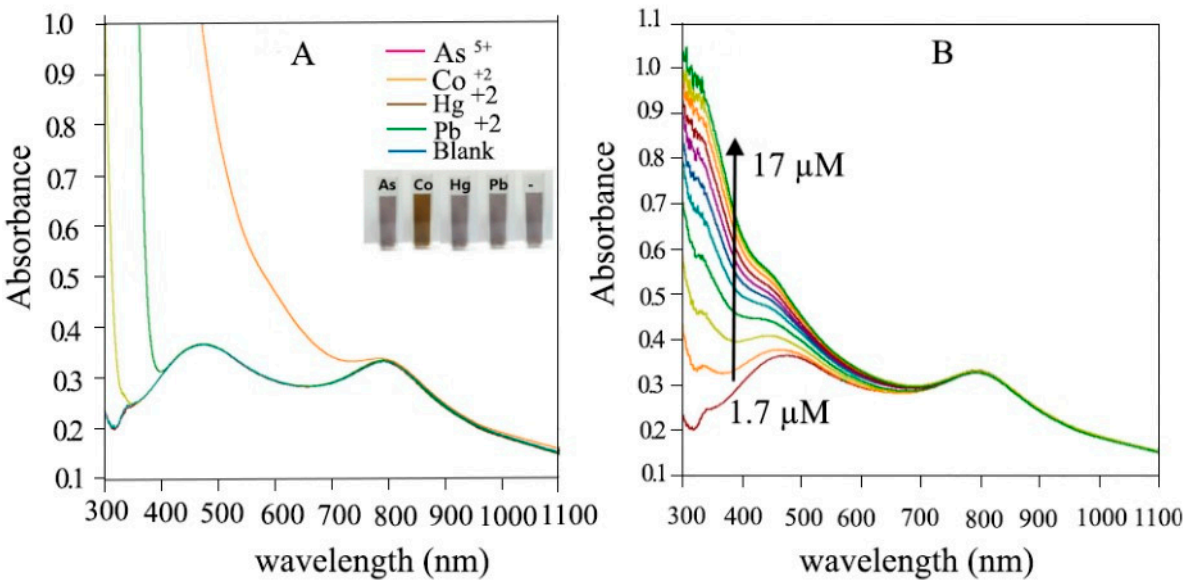 A
Absorbance
1.0
0.9
0.8
0.7
0.6
0.5
0.4
0.3
0.2
0.1
As 5+
Co +2
Hg +2
Pb +2
Blank
As Co Hg Pb -
300 400 500 600 700 800 900 1000 1100
wavelength (nm)
B
Absorbance
1.1
1.0
0.9
0.8
0.7
0.6
0.5
0.4
0.3
0.2
0.1
17 μM
1.7 μM
300 400 500 600 700 800 900 1000 1100
wavelength (nm)